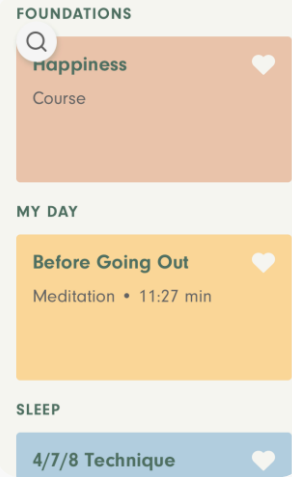 FOUNDATIONS
Happiness
Course
MY DAY
Before Going Out
Meditation • 11:27 min
SLEEP
4/7/8 Technique